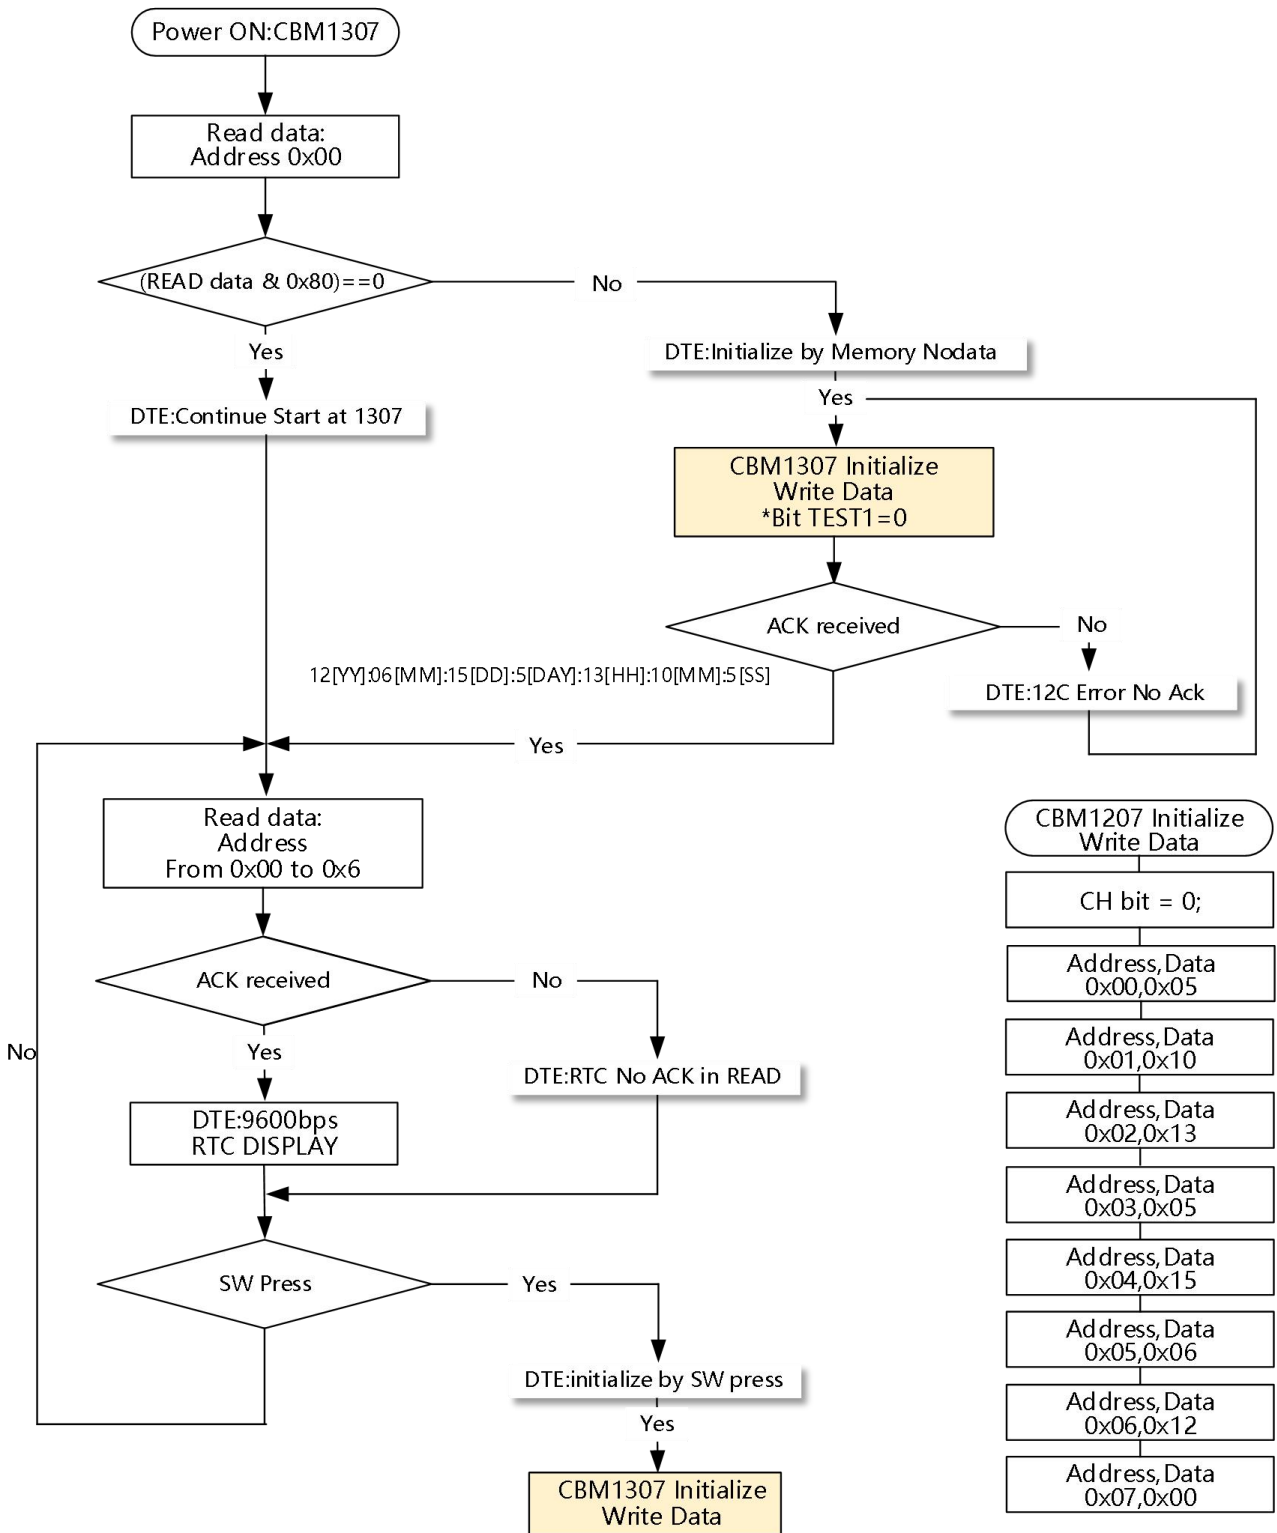 Power ON:CBM1307
Read data:
Address 0x00
(READ data & 0x80)==0
No
Yes
DTE:Initialize by Memory Nodata
Yes
DTE:Continue Start at 1307
CBM1307 Initialize
Write Data
*Bit TEST1=0
ACK received
No
12[YY]:06[MM]:15[DD]:5[DAY]:13[HH]:10[MM]:5[SS]
DTE:12C Error No Ack
Yes
Read data:
Address
From 0x00 to 0x6
ACK received
No
Yes
No
DTE:RTC No ACK in READ
DTE:9600bps
RTC DISPLAY
SW Press
Yes
DTE:initialize by SW press
Yes
CBM1307 Initialize
Write Data
CBM1207 Initialize
Write Data
CH bit = 0;
Address,Data
0x00,0x05
Address,Data
0x01,0x10
Address,Data
0x02,0x13
Address,Data
0x03,0x05
Address,Data
0x04,0x15
Address,Data
0x05,0x06
Address,Data
0x06,0x12
Address,Data
0x07,0x00